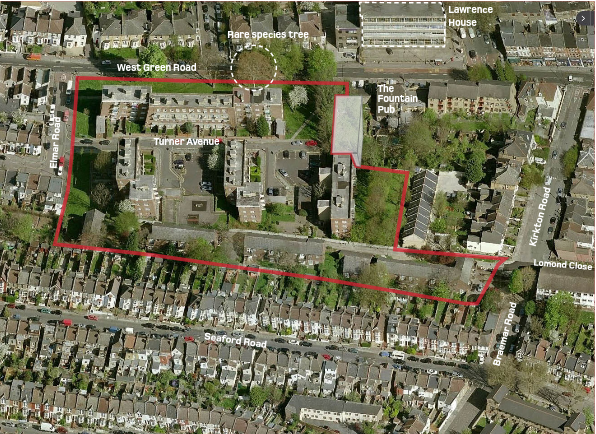 Lawrence
House
Rare species tree
West Green Road
The
Fountain
Pub
Elmar Road
Turner Avenue
Kirkton Road
Lomond Close
Braemar Road
Seaford Road